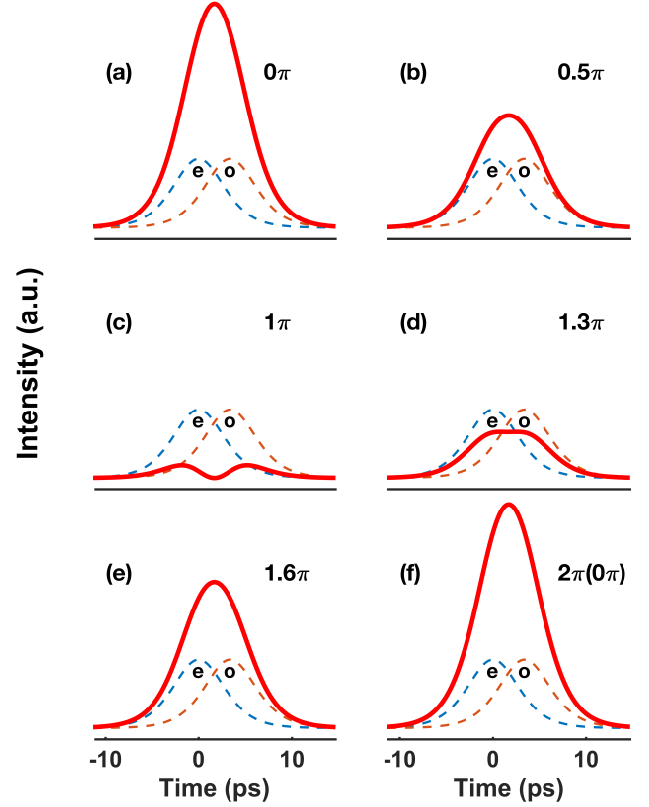 (a) 0π
e o
(b) 0.5π
e o
Intensity (a.u.)
(c) 1π
e o
(d) 1.3π
e o
(e) 1.6π
e o
(f) 2π(0π)
e o
-10 0 10
-10 0 10
Time (ps)
Time (ps)